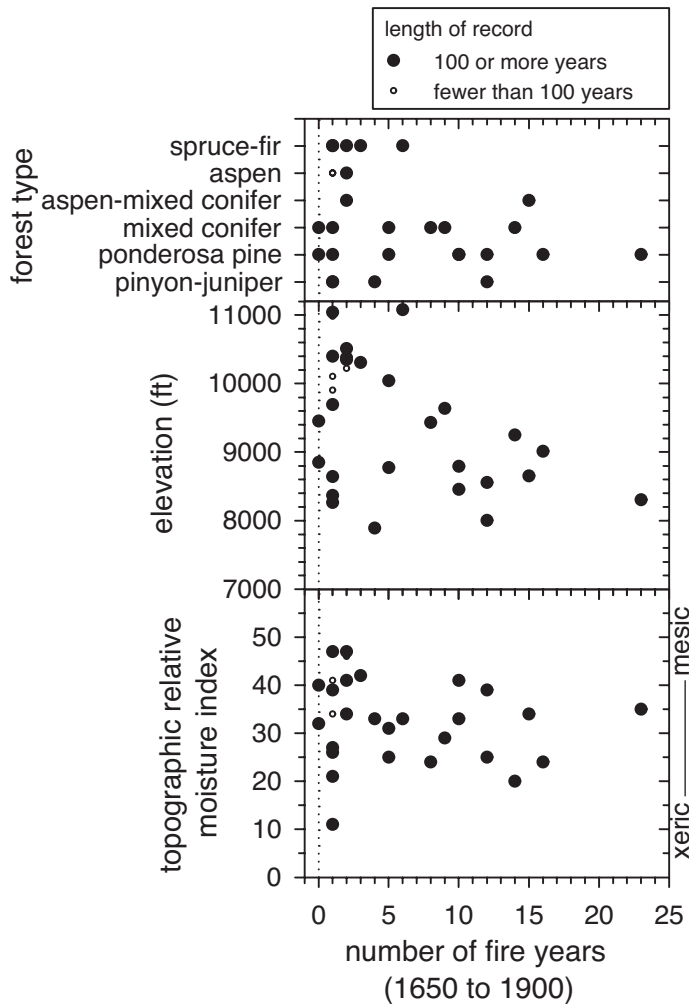 length of record
100 or more years
fewer than 100 years
forest type
spruce-fir
aspen
aspen-mixed conifer
mixed conifer
ponderosa pine
pinyon-juniper
elevation (ft)
11000
10000
9000
8000
7000
topographic relative
moisture index
50
40
30
20
10
0
xeric
mesic
0 5 10 15 20 25
number of fire years
(1650 to 1900)